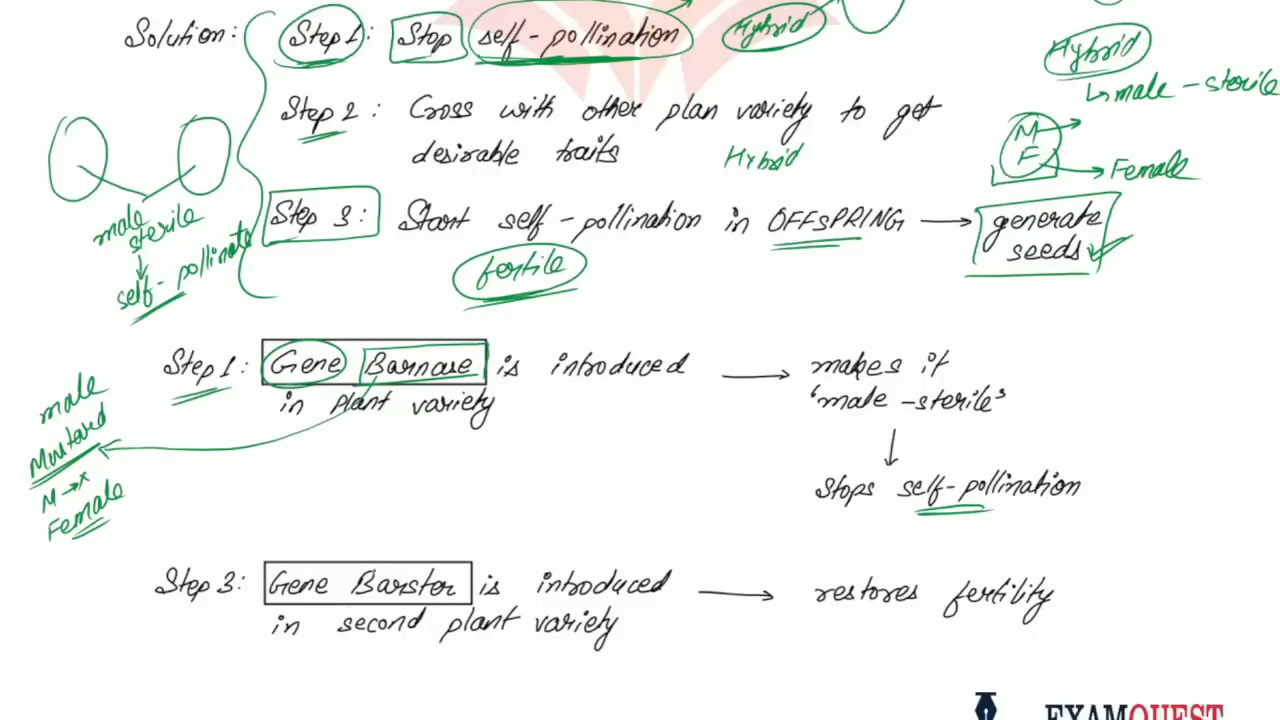 Solution: Step 1: Stop self-pollination Hybrid
Hybrid
↳ male - sterile
Step 2: Cross with other plan variety to get
desirable traits Hybrid
M
F → Female
male
sterile
↓
self-pollinate
Step 3: Start self-pollination in OFFSPRING → generate
seeds
fertile
Step 1: Gene Barnase is introduced → makes it
in plant variety 'male-sterile'
↓
Stops self-pollination
male
Mustard
M → x
Female
Step 3: Gene Barster is introduced → restores fertility
in second plant variety
EXAMQUEST